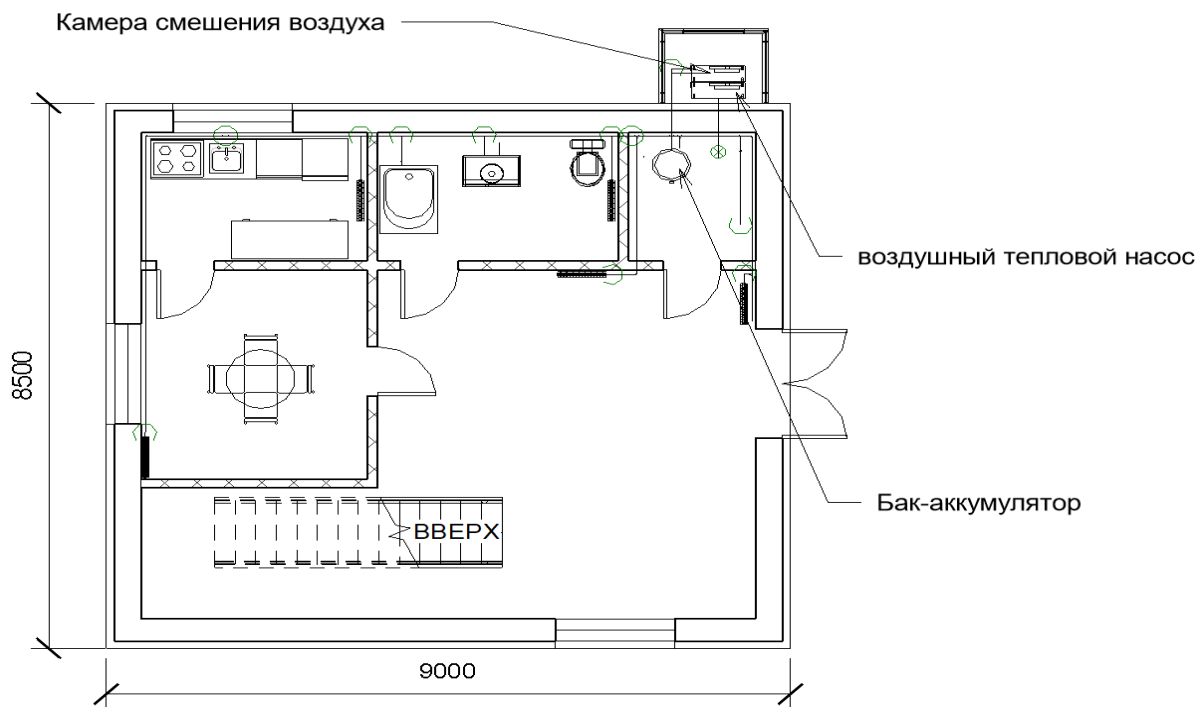 Камера смешения воздуха
воздушный тепловой насос
8500
Бак-аккумулятор
ВВЕРХ
9000